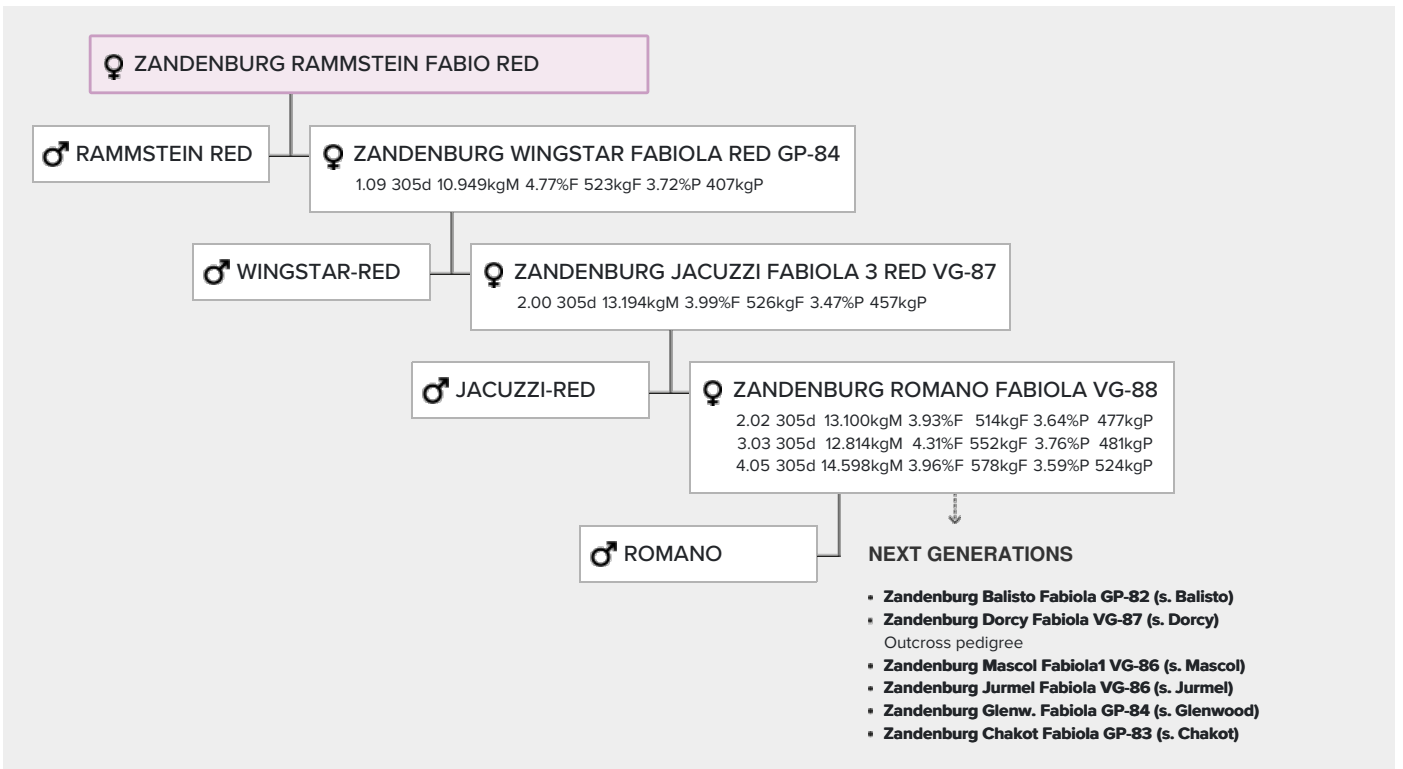 ZANDENBURG RAMMSTEIN FABIO RED
RAMMSTEIN RED
ZANDENBURG WINGSTAR FABIOLA RED GP-84
1.09 305d 10.949kgM 4.77%F 523kgF 3.72%P 407kgP
WINGSTAR-RED
ZANDENBURG JACUZZI FABIOLA 3 RED VG-87
2.00 305d 13.194kgM 3.99%F 526kgF 3.47%P 457kgP
JACUZZI-RED
ZANDENBURG ROMANO FABIOLA VG-88
2.02 305d 13.100kgM 3.93%F 514kgF 3.64%P 477kgP
3.03 305d 12.814kgM 4.31%F 552kgF 3.76%P 481kgP
4.05 305d 14.598kgM 3.96%F 578kgF 3.59%P 524kgP
ROMANO
NEXT GENERATIONS
• Zandenburg Balisto Fabiola GP-82 (s. Balisto)
• Zandenburg Dorcy Fabiola VG-87 (s. Dorcy)
Outcross pedigree
• Zandenburg Mascol Fabiola1 VG-86 (s. Mascol)
• Zandenburg Jurmel Fabiola VG-86 (s. Jurmel)
• Zandenburg Glenw. Fabiola GP-84 (s. Glenwood)
• Zandenburg Chakot Fabiola GP-83 (s. Chakot)